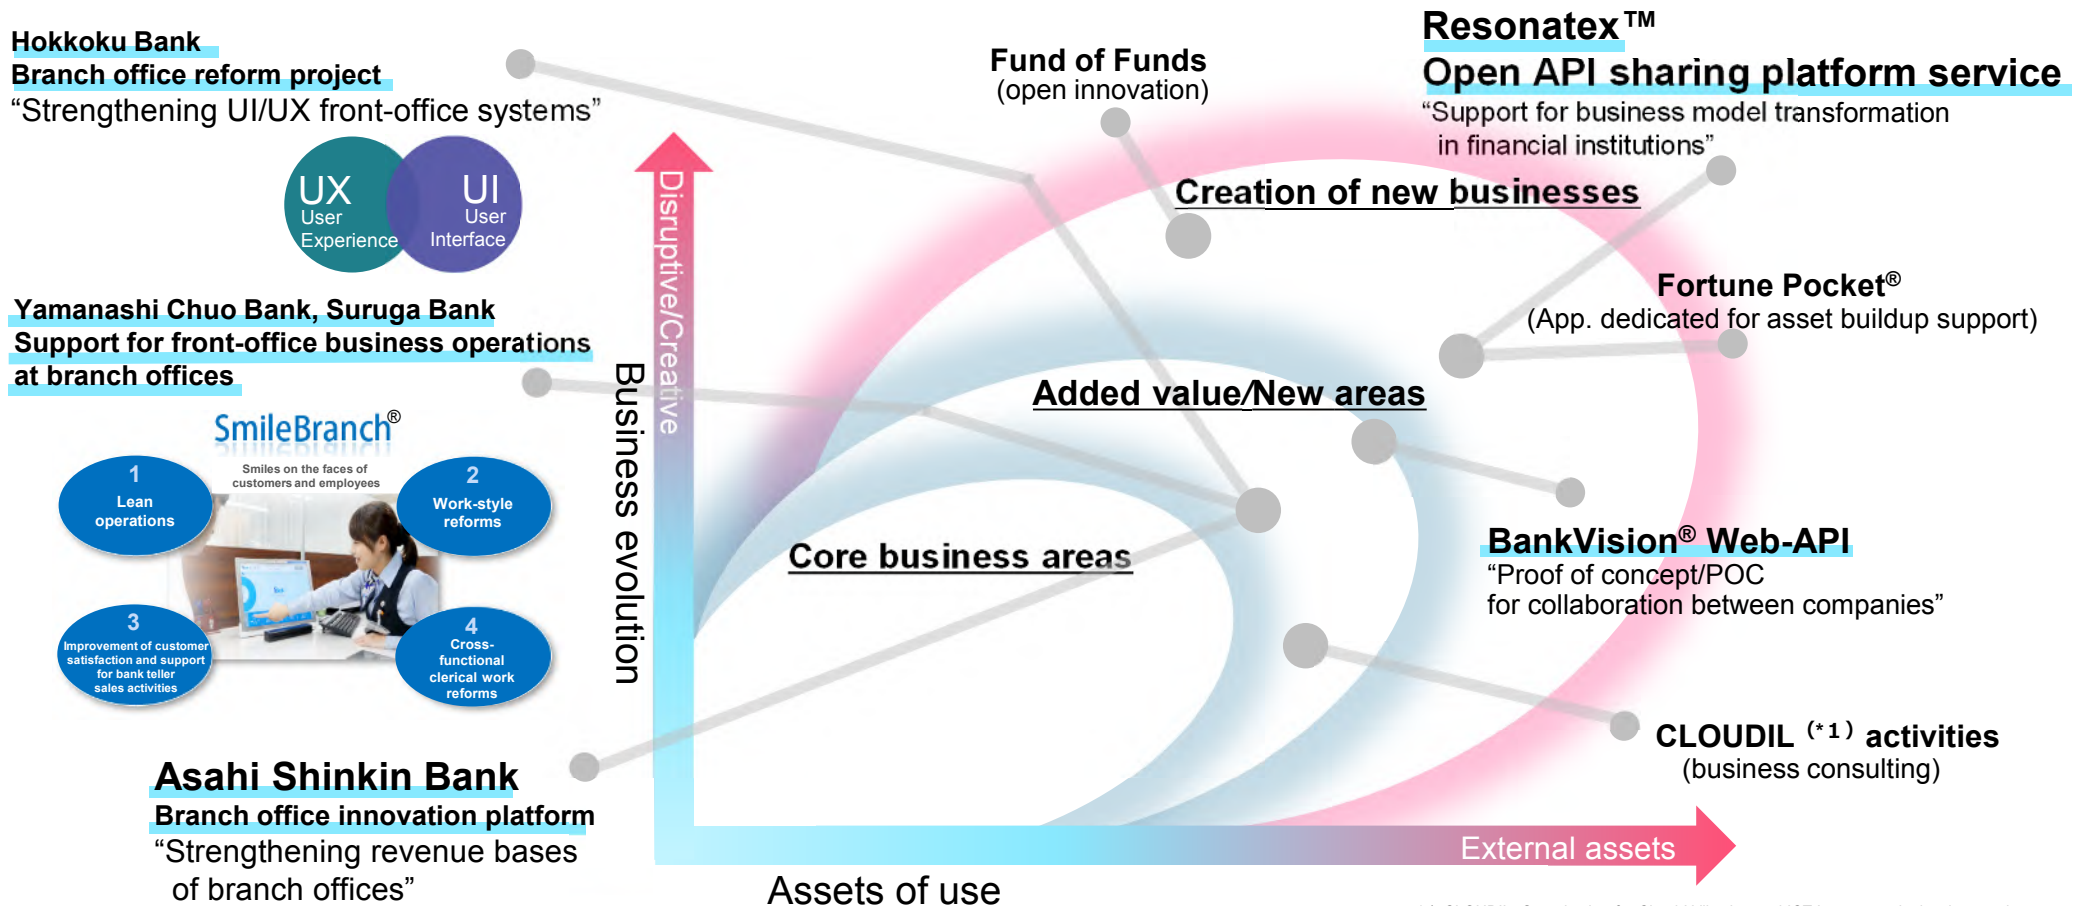 Hokkoku Bank
Branch office reform project
“Strengthening UI/UX front-office systems”
UX
User
Experience
UI
User
Interface
Yamanashi Chuo Bank, Suruga Bank
Support for front-office business operations
at branch offices
SmileBranch®
Smiles on the faces of
customers and employees
1
Lean
operations
2
Work-style
reforms
3
Improvement of customer
satisfaction and support
for bank teller
sales activities
4
Cross-
functional
clerical work
reforms
Asahi Shinkin Bank
Branch office innovation platform
“Strengthening revenue bases
of branch offices”
Business evolution
Disruptive/Creative
Fund of Funds
(open innovation)
Resonatex™
Open API sharing platform service
“Support for business model transformation
in financial institutions”
Creation of new businesses
Fortune Pocket®
(App. dedicated for asset buildup support)
Added value/New areas
Core business areas
BankVision® Web-API
“Proof of concept/POC
for collaboration between companies”
CLOUDIL (*1) activities
(business consulting)
External assets
Assets of use